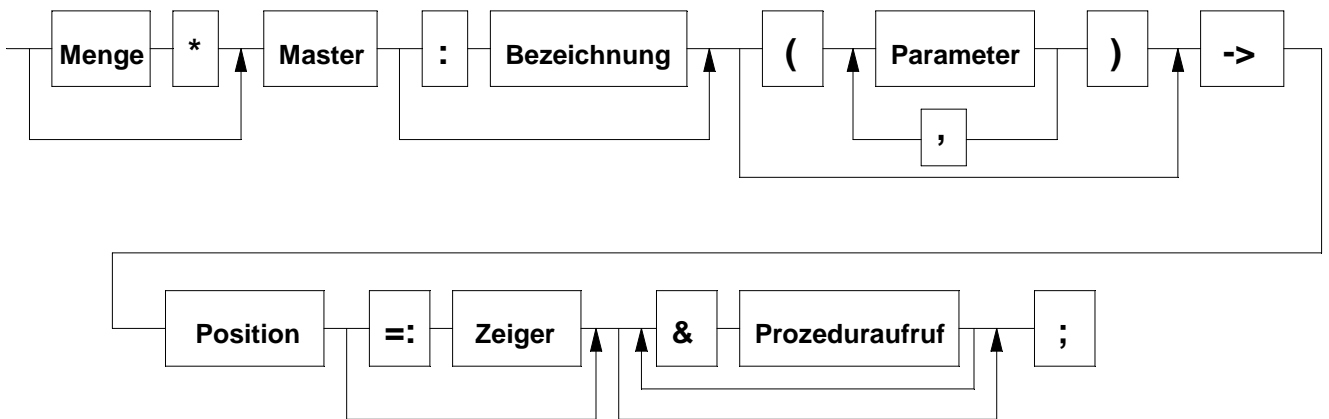 Menge * Master : Bezeichnung ( Parameter ) ->
,
Position =: Zeiger & Prozeduraufruf ;